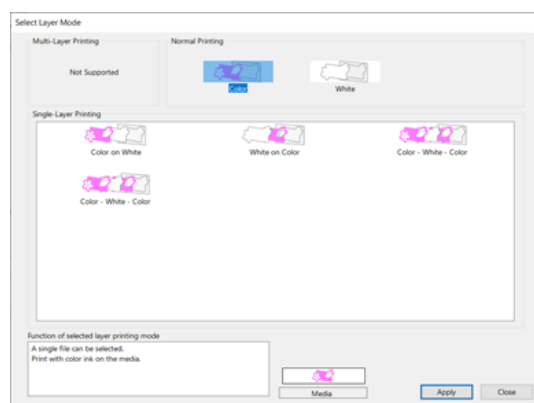 Select Layer Mode
Multi-Layer Printing
Not Supported
Normal Printing
Color
White
Single-Layer Printing
Color on White
White on Color
Color - White - Color
Color - White - Color
Function of selected layer printing mode
A single file can be selected.
Print with color ink on the media.
Media
Apply
Close